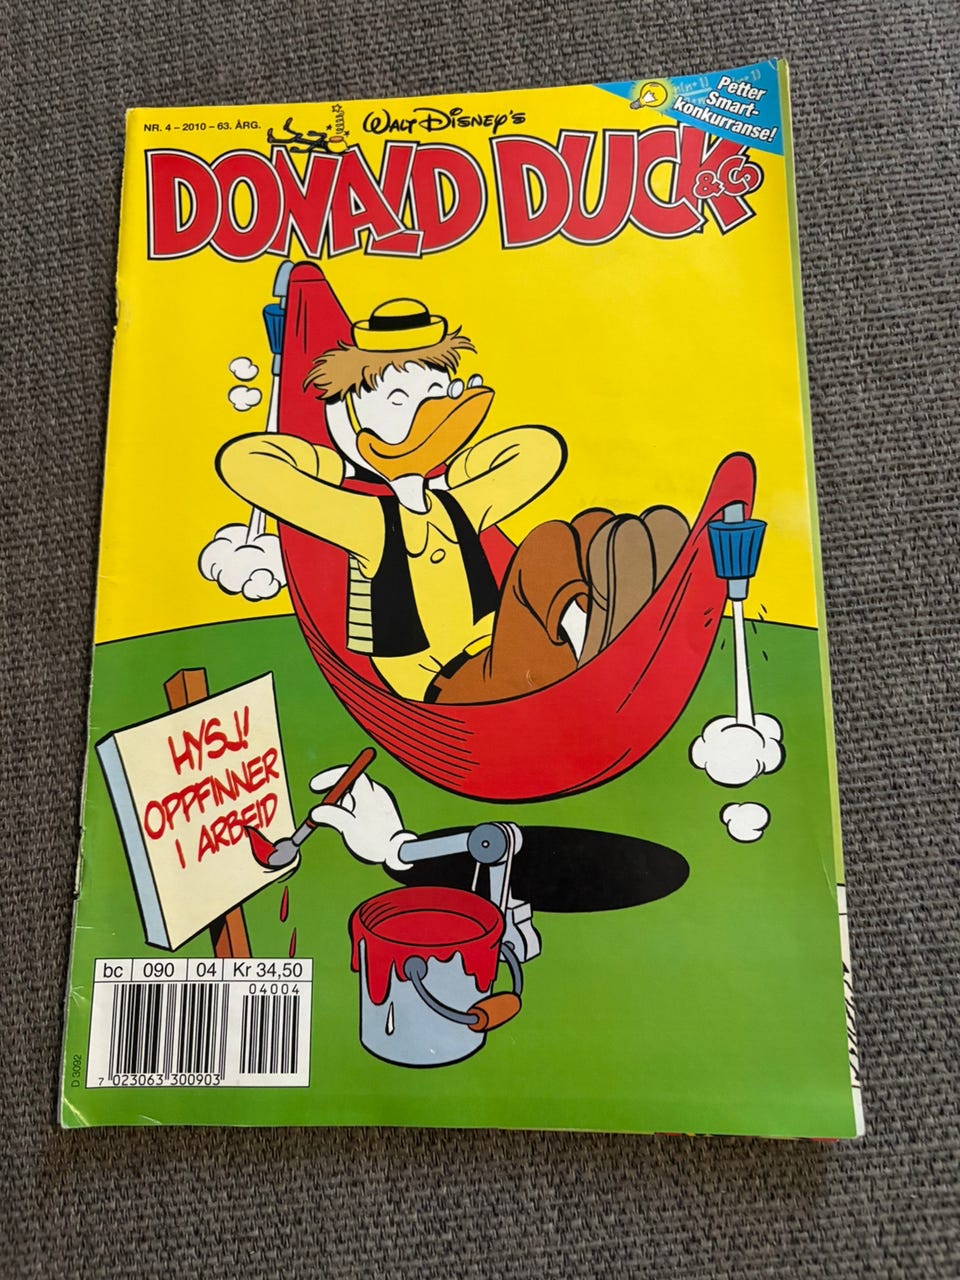 NR. 4 – 2010 – 63. ÅRG.
WALT DISNEY'S
DONALD DUCK
& Co
Petter
Smart-
konkurranse!
HYSJ!
OPPFINNER
I ARBEID
bc 090 04 Kr 34,50
04004
7 023063 300903
D 3092